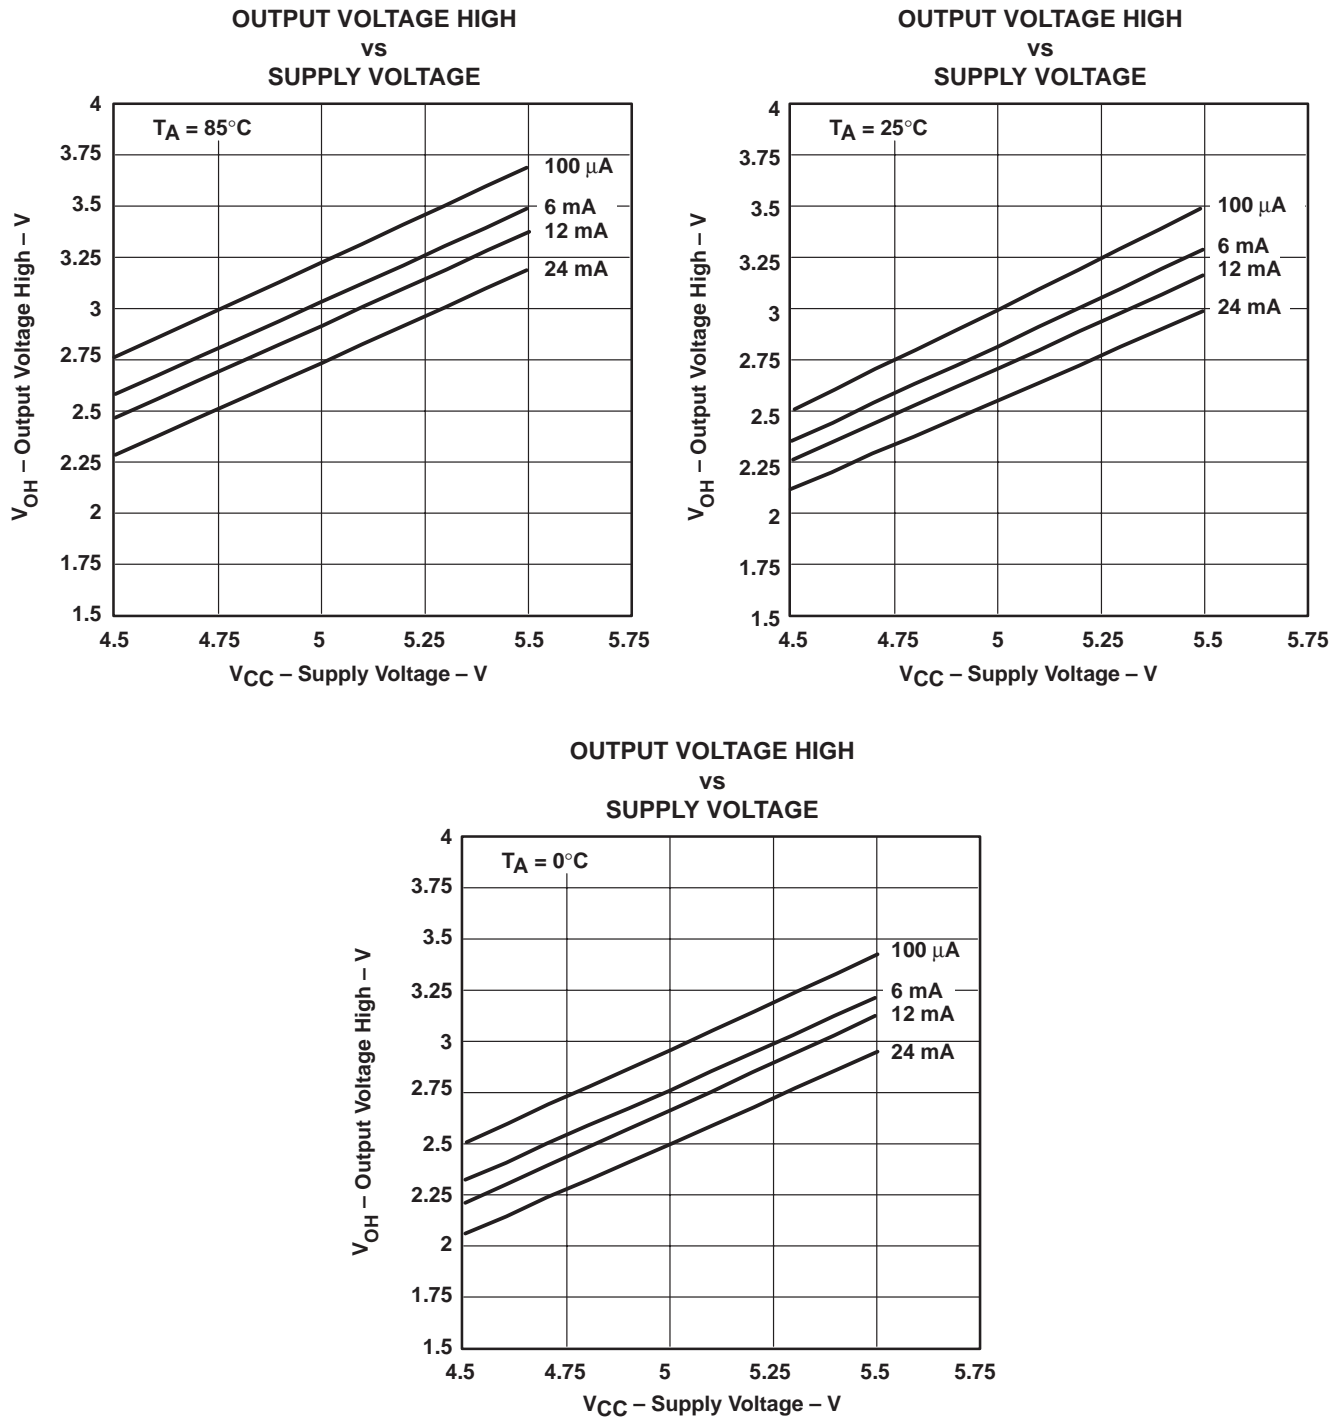 OUTPUT VOLTAGE HIGH
vs
SUPPLY VOLTAGE
4
3.75
3.5
3.25
3
2.75
2.5
2.25
2
1.75
1.5
VOH – Output Voltage High – V
TA = 85°C
100 μA
6 mA
12 mA
24 mA
4.5
4.75
5
5.25
5.5
5.75
VCC – Supply Voltage – V
OUTPUT VOLTAGE HIGH
vs
SUPPLY VOLTAGE
4
3.75
3.5
3.25
3
2.75
2.5
2.25
2
1.75
1.5
VOH – Output Voltage High – V
TA = 25°C
100 μA
6 mA
12 mA
24 mA
4.5
4.75
5
5.25
5.5
5.75
VCC – Supply Voltage – V
OUTPUT VOLTAGE HIGH
vs
SUPPLY VOLTAGE
4
3.75
3.5
3.25
3
2.75
2.5
2.25
2
1.75
1.5
VOH – Output Voltage High – V
TA = 0°C
100 μA
6 mA
12 mA
24 mA
4.5
4.75
5
5.25
5.5
5.75
VCC – Supply Voltage – V